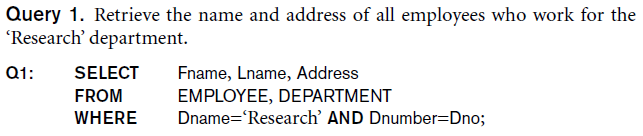 Query 1. Retrieve the name and address of all employees who work for the
‘Research’ department.
Q1: SELECT Fname, Lname, Address
FROM EMPLOYEE, DEPARTMENT
WHERE Dname=‘Research’ AND Dnumber=Dno;